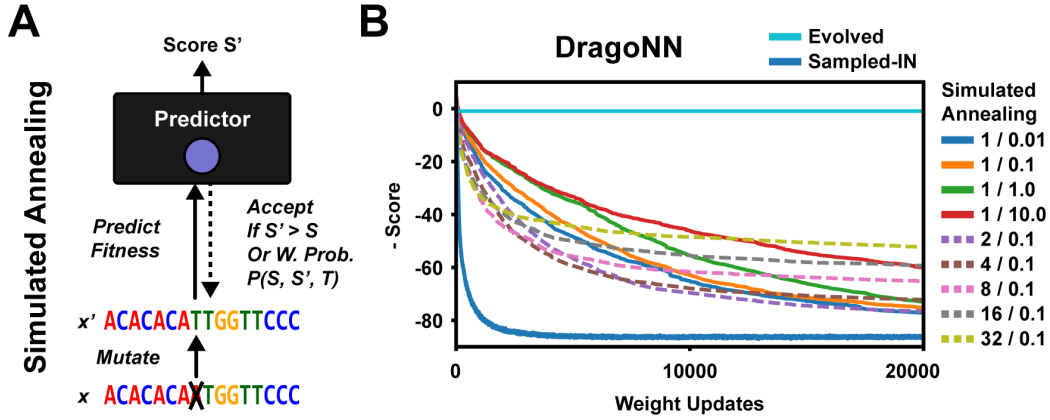 A
Simulated Annealing
Score S’
Predictor
Predict
Fitness
Accept
If S’ > S
Or W. Prob.
P(S, S’, T)
x’ ACACACATTGGTTCCC
Mutate
x ACACACAXTGGTTCCC
B
DragoNN
Evolved
Sampled-IN
- Score
0
-20
-40
-60
-80
0
10000
20000
Weight Updates
Simulated
Annealing
1 / 0.01
1 / 0.1
1 / 1.0
1 / 10.0
2 / 0.1
4 / 0.1
8 / 0.1
16 / 0.1
32 / 0.1